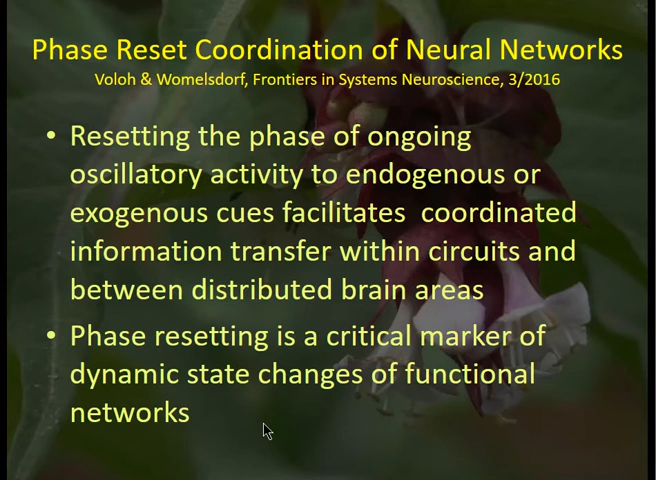 Phase Reset Coordination of Neural Networks
Voloh & Womelsdorf, Frontiers in Systems Neuroscience, 3/2016
• Resetting the phase of ongoing
oscillatory activity to endogenous or
exogenous cues facilitates coordinated
information transfer within circuits and
between distributed brain areas
• Phase resetting is a critical marker of
dynamic state changes of functional
networks